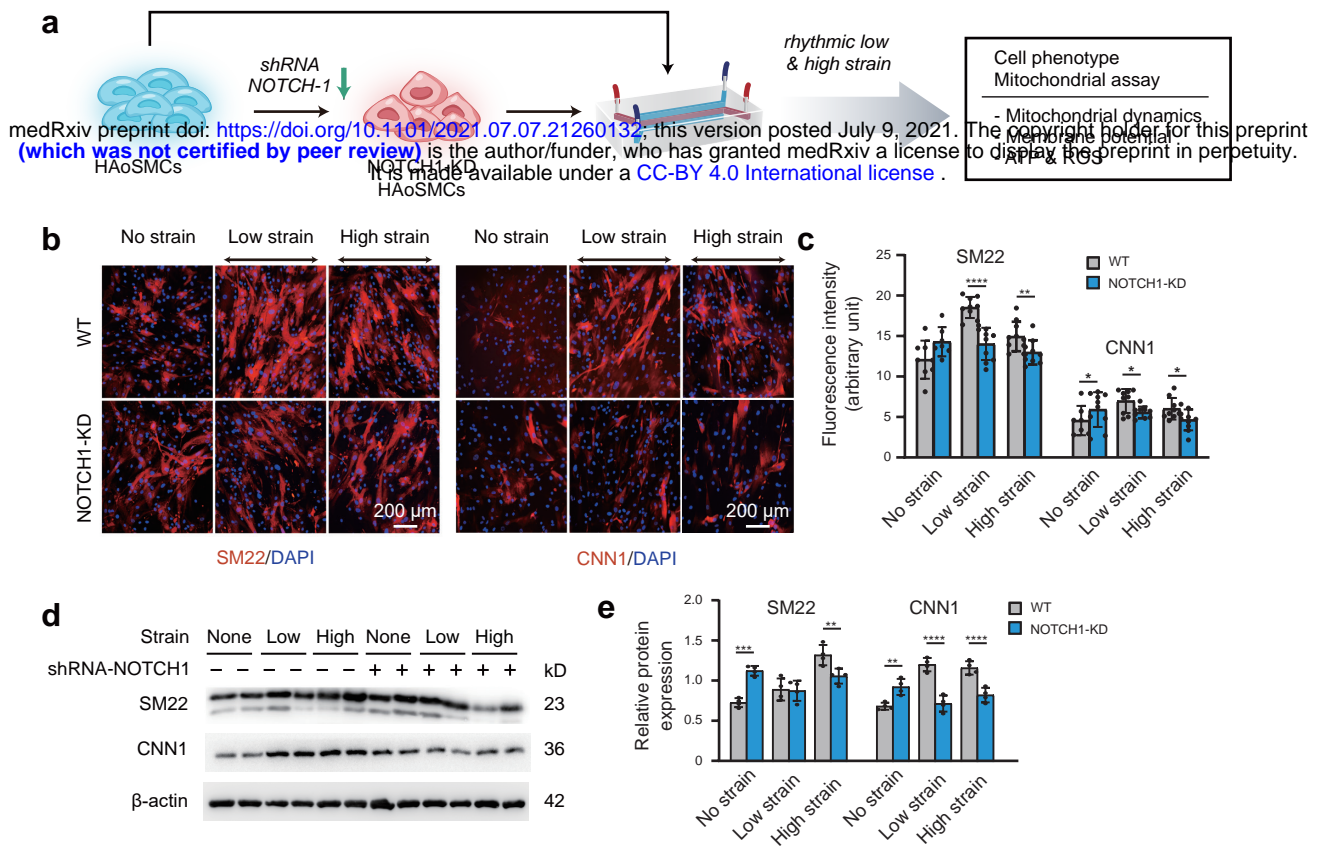 a
shRNA
NOTCH-1
rhythmic low
& high strain
Cell phenotype
Mitochondrial assay
- Mitochondrial dynamics
- Membrane potential
- ATP & ROS
medRxiv preprint doi: https://doi.org/10.1101/2021.07.07.21260132; this version posted July 9, 2021. The copyright holder for this preprint
(which was not certified by peer review) is the author/funder, who has granted medRxiv a license to display the preprint in perpetuity.
It is made available under a CC-BY 4.0 International license .
HAoSMCs
NOTCH1-KD
HAoSMCs
b
No strain Low strain High strain No strain Low strain High strain
WT
NOTCH1-KD
200 µm
200 µm
SM22/DAPI
CNN1/DAPI
c
SM22
CNN1
WT
NOTCH1-KD
Fluorescence intensity
(arbitrary unit)
25
20
15
10
5
0
**** **
* * *
No strain Low strain High strain No strain Low strain High strain
d
Strain None Low High None Low High
shRNA-NOTCH1 − − − − − − + + + + + + kD
SM22 23
CNN1 36
β-actin 42
e
SM22 CNN1
WT
NOTCH1-KD
Relative protein
expression
2.0
1.5
1.0
0.5
0
*** ** ** **** ****
No strain Low strain High strain No strain Low strain High strain